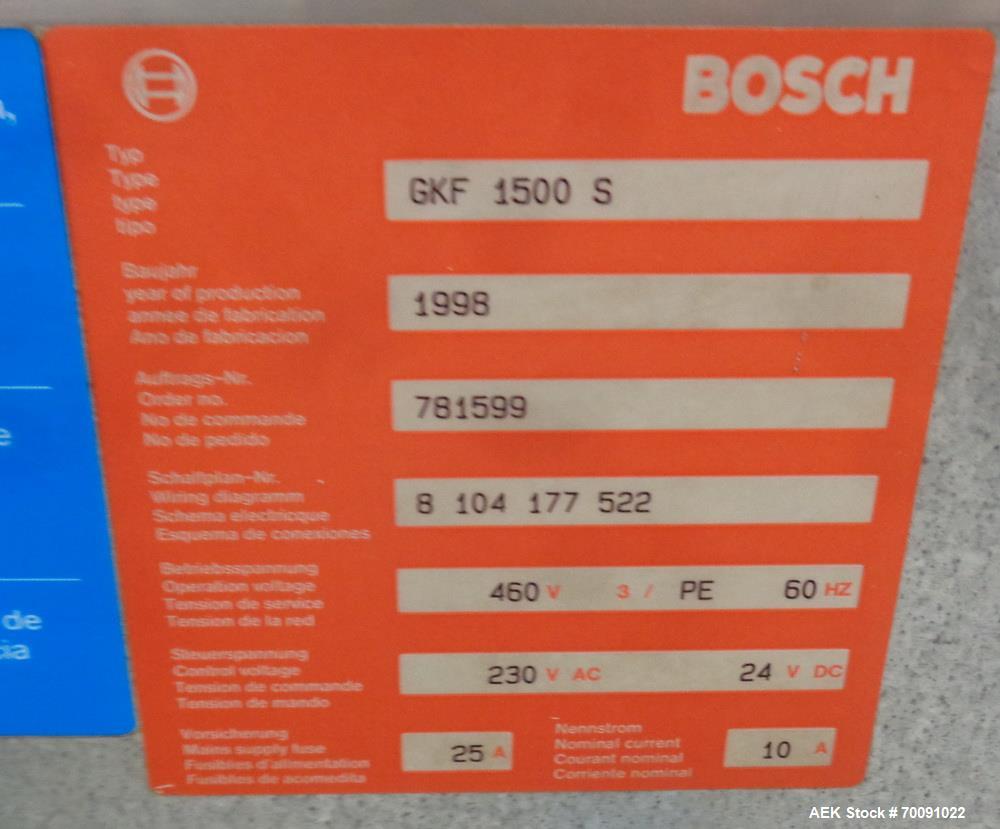 BOSCH
Typ
Type
type
tipo
GKF 1500 S
Baujahr
year of production
annee de fabrication
Ano de fabricacion
1998
Auftrags-Nr.
Order no.
No de commande
No de pedido
781599
Schaltplan-Nr.
Wiring diagramm
Schema electricque
Esquema de conexiones
8 104 177 522
Betriebsspannung
Operation voltage
Tension de service
Tension de la red
460 V 3 / PE 60 HZ
Steuerspannung
Control voltage
Tension de commande
Tension de mando
230 V AC 24 V DC
Vorsicherung
Mains supply fuse
Fusibles d'alimentation
Fusibles de acomedita
25 A
Nennstrom
Nominal current
Courant nominal
Corriente nominal
10 A
de
AEK Stock # 70091022